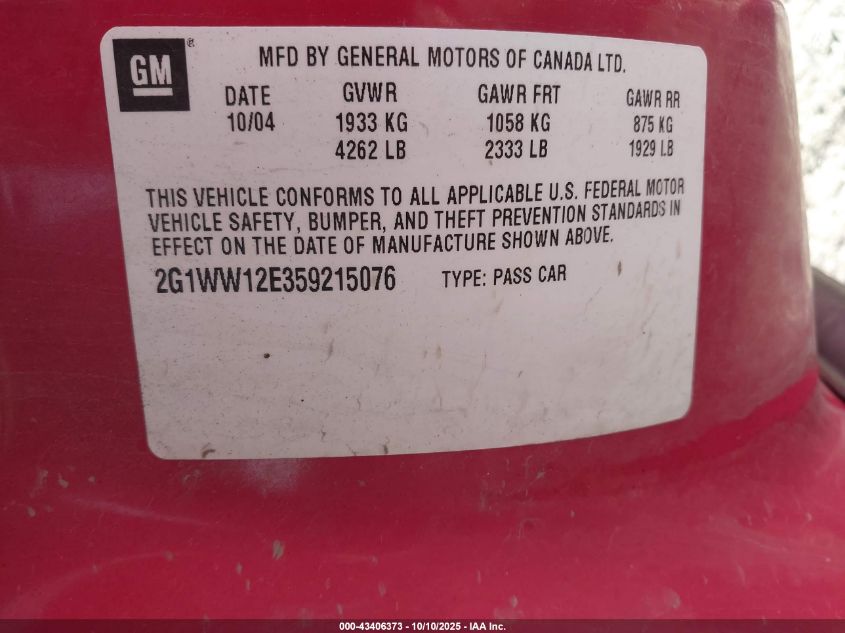 GM®
MFD BY GENERAL MOTORS OF CANADA LTD.
DATE GVWR GAWR FRT GAWR RR
10/04 1933 KG 1058 KG 875 KG
4262 LB 2333 LB 1929 LB
THIS VEHICLE CONFORMS TO ALL APPLICABLE U.S. FEDERAL MOTOR
VEHICLE SAFETY, BUMPER, AND THEFT PREVENTION STANDARDS IN
EFFECT ON THE DATE OF MANUFACTURE SHOWN ABOVE.
2G1WW12E359215076 TYPE: PASS CAR
000-43406373 - 10/10/2025 - IAA Inc.